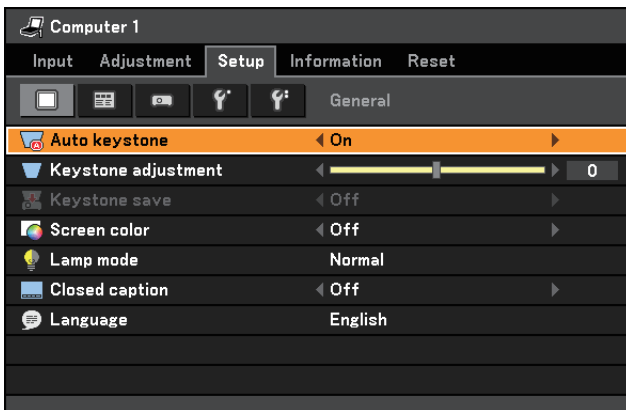 Computer 1
Input Adjustment Setup Information Reset
General
Auto keystone On
Keystone adjustment 0
Keystone save Off
Screen color Off
Lamp mode Normal
Closed caption Off
Language English